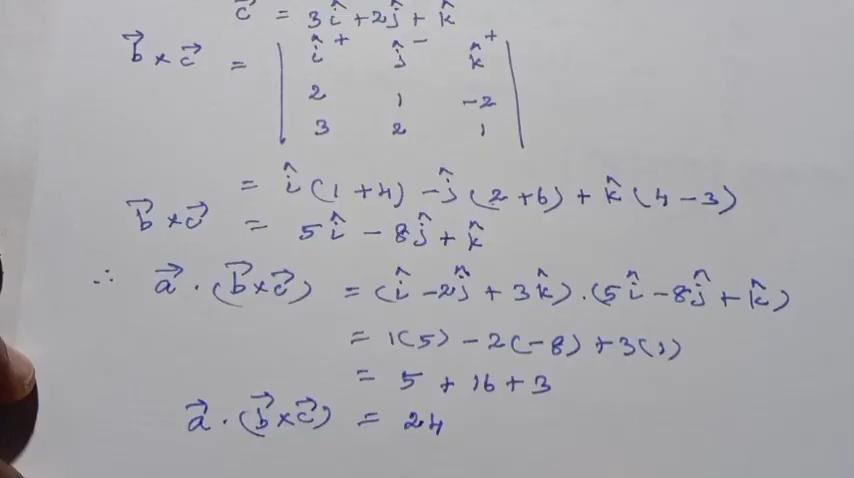 c⃗ = 3î + 2ĵ + k̂
b⃗ × c⃗ = | î⁺ ĵ⁻ k̂⁺ |
2 1 -2
3 2 1
= î (1 + 4) - ĵ (2 + 6) + k̂ (4 - 3)
b⃗ × c⃗ = 5î - 8ĵ + k̂
∴ a⃗ . (b⃗ × c⃗) = (î - 2ĵ + 3k̂) . (5î - 8ĵ + k̂)
= 1(5) - 2(-8) + 3(1)
= 5 + 16 + 3
a⃗ . (b⃗ × c⃗) = 24